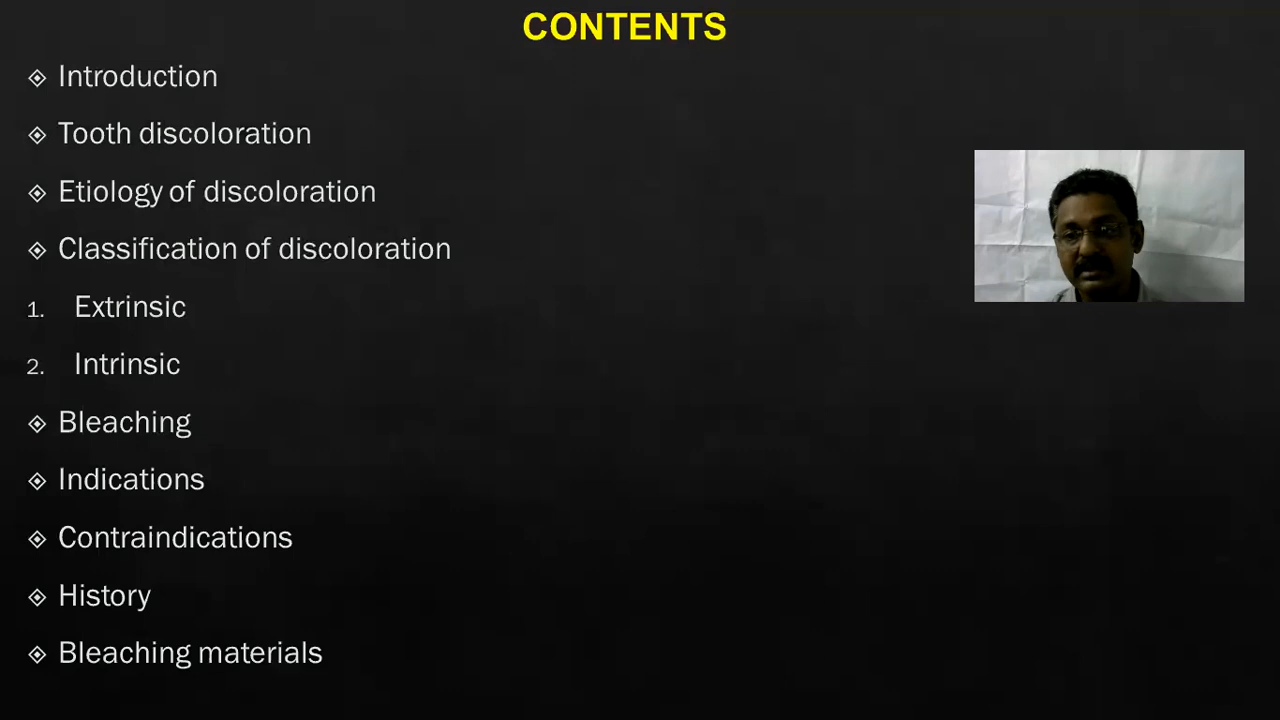 CONTENTS
Introduction
Tooth discoloration
Etiology of discoloration
Classification of discoloration
1. Extrinsic
2. Intrinsic
Bleaching
Indications
Contraindications
History
Bleaching materials